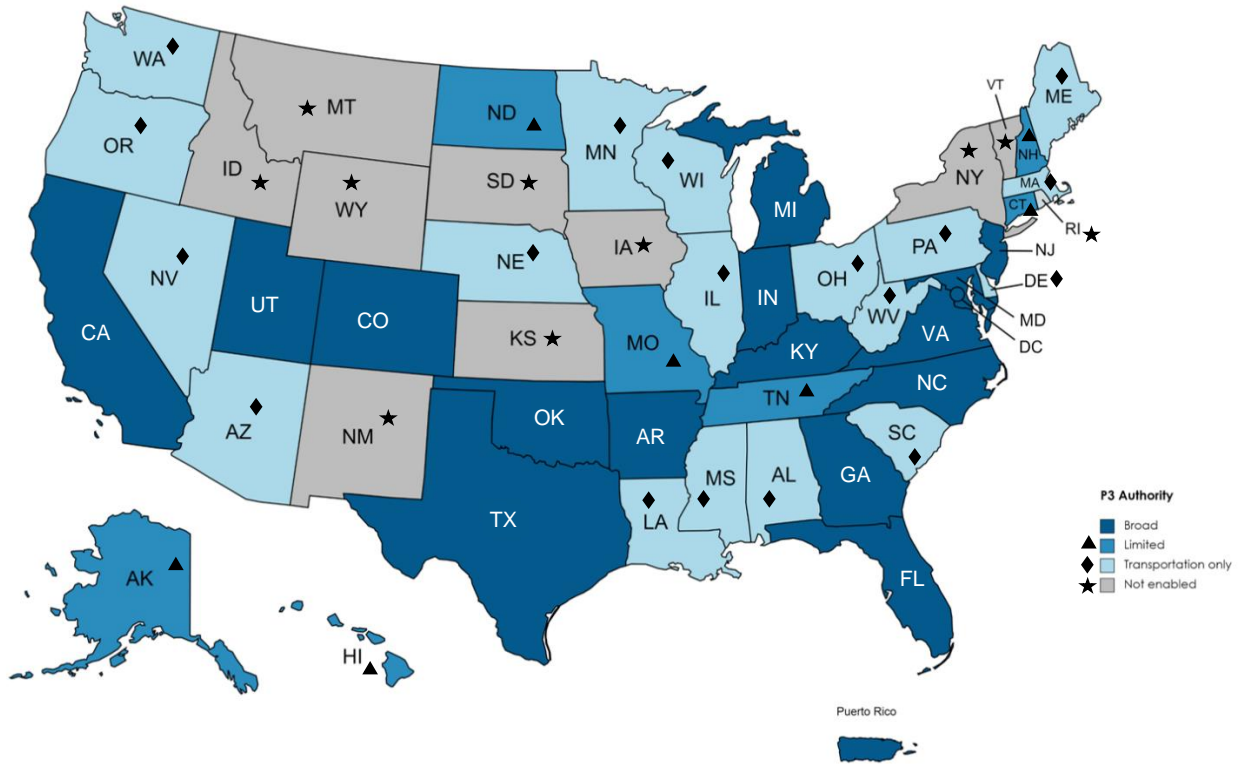 WA
MT
ND
MN
VT
ME
OR
ID
WY
SD
WI
MI
NY
NH
MA
CT
RI
NV
UT
CO
NE
IA
IL
IN
OH
PA
NJ
DE
MD
DC
CA
KS
MO
KY
WV
VA
AZ
NM
OK
AR
TN
NC
SC
TX
LA
MS
AL
GA
FL
AK
HI
P3 Authority
Broad
Limited
Transportation only
Not enabled
Puerto Rico